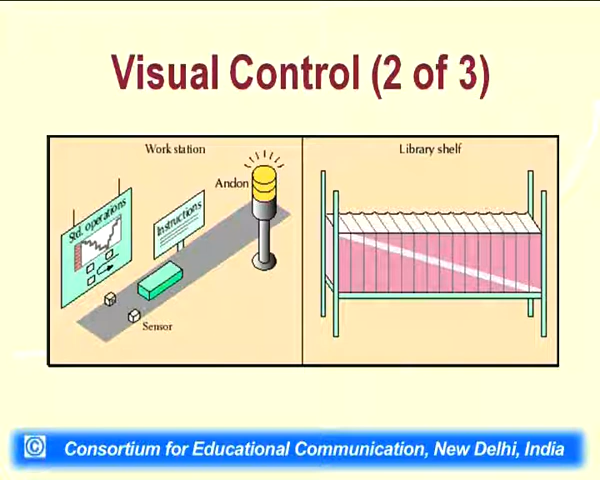 Visual Control (2 of 3)
Work station
Andon
Std. operations
Instructions
Sensor
Library shelf
© Consortium for Educational Communication, New Delhi, India